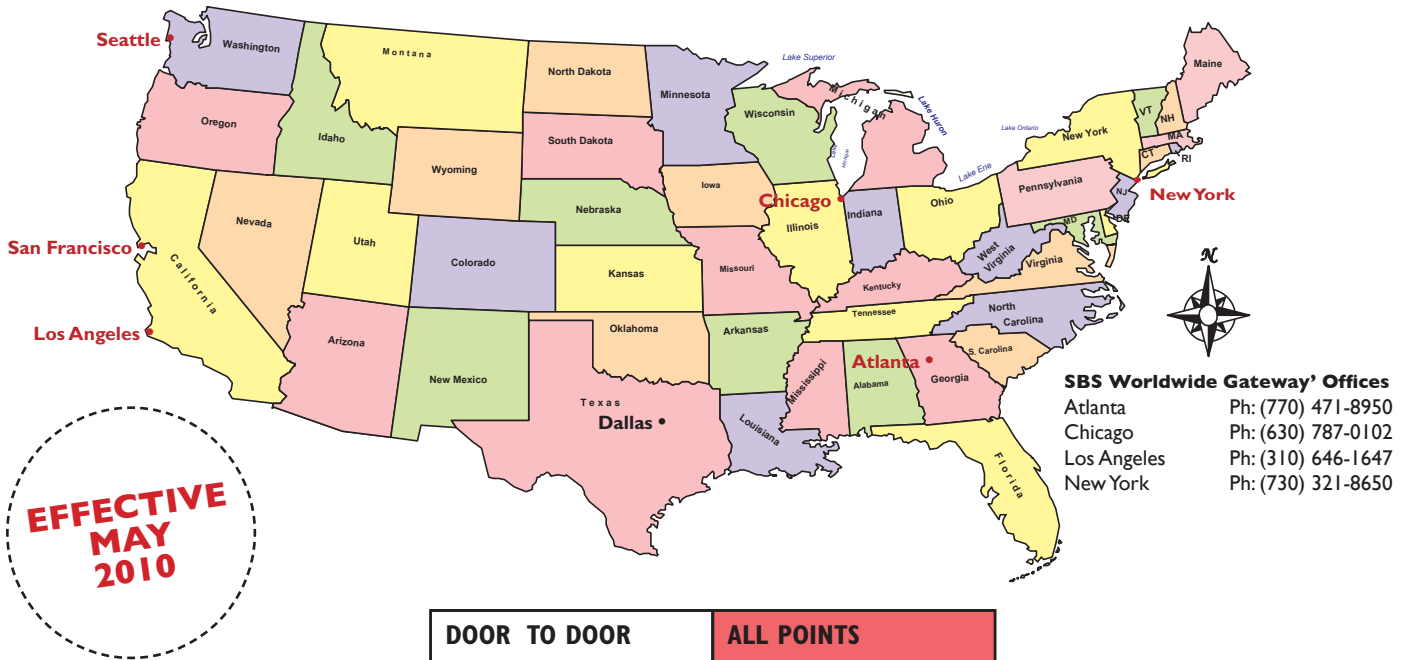 Seattle
Washington
Montana
North Dakota
Minnesota
Lake Superior
Michigan
Lake Huron
Maine
Oregon
Idaho
South Dakota
Wisconsin
Lake Michigan
Lake Ontario
New York
VT
NH
MA
CT
RI
Wyoming
Iowa
Chicago
Lake Erie
Pennsylvania
NJ
New York
Nebraska
Nevada
Utah
Illinois
Indiana
Ohio
MD
DE
San Francisco
California
Colorado
Kansas
Missouri
West
Virginia
Virginia
Kentucky
N
Los Angeles
Arizona
New Mexico
Oklahoma
Arkansas
Tennessee
North
Carolina
S. Carolina
Texas
Dallas
Louisiana
Mississippi
Alabama
Atlanta
Georgia
Florida
SBS Worldwide Gateway’ Offices
Atlanta Ph: (770) 471-8950
Chicago Ph: (630) 787-0102
Los Angeles Ph: (310) 646-1647
New York Ph: (730) 321-8650
EFFECTIVE
MAY
2010
DOOR TO DOOR ALL POINTS